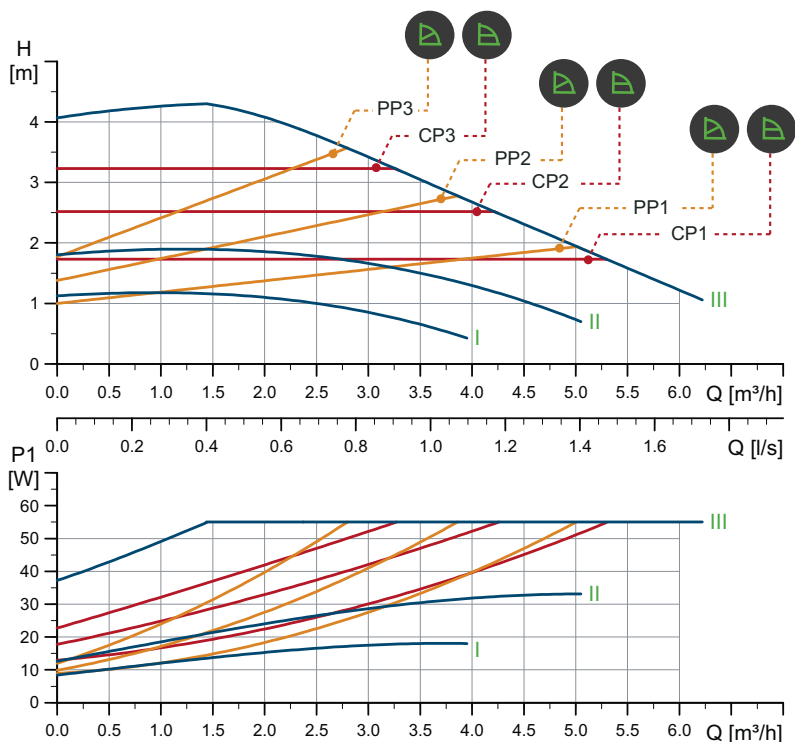 H
[m]
PP3
CP3
PP2
CP2
PP1
CP1
4
3
2
1
0
I
II
III
0.0 0.5 1.0 1.5 2.0 2.5 3.0 3.5 4.0 4.5 5.0 5.5 6.0 Q [m³/h]
0.0 0.2 0.4 0.6 0.8 1.0 1.2 1.4 1.6 Q [l/s]
P1
[W]
60
50
40
30
20
10
0
III
II
I
0.0 0.5 1.0 1.5 2.0 2.5 3.0 3.5 4.0 4.5 5.0 5.5 6.0 Q [m³/h]